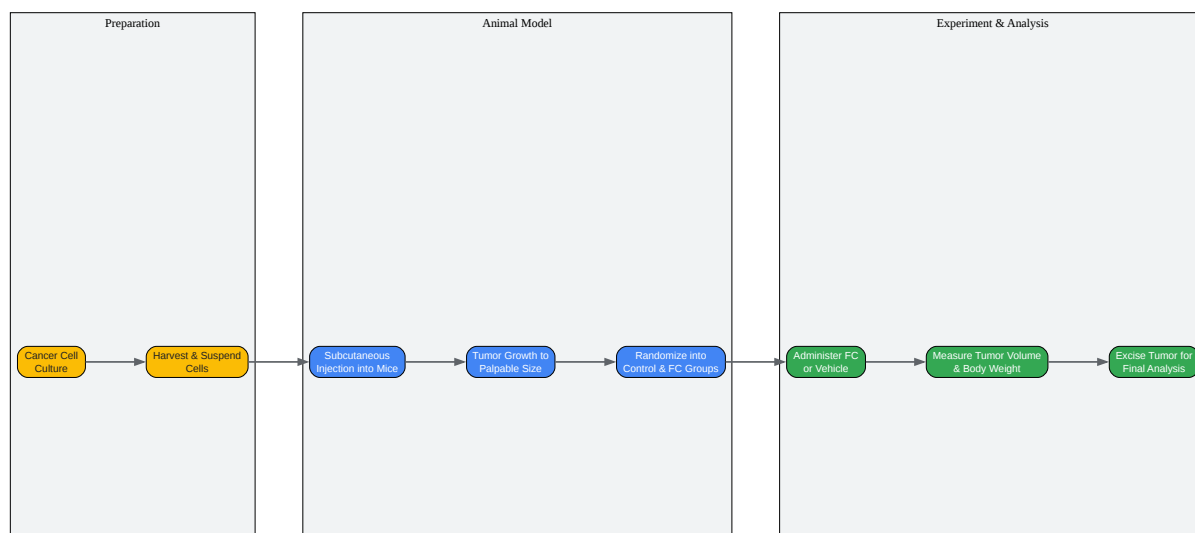 Preparation
Animal Model
Experiment & Analysis
Cancer Cell
Culture
Harvest & Suspend
Cells
Subcutaneous
Injection into Mice
Tumor Growth to
Palpable Size
Randomize into
Control & FC Groups
Administer FC
or Vehicle
Measure Tumor Volume
& Body Weight
Excise Tumor for
Final Analysis